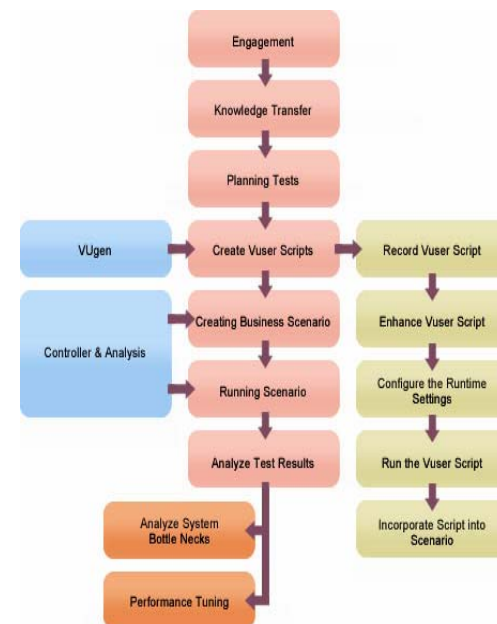 Engagement
Knowledge Transfer
Planning Tests
VUgen
Create Vuser Scripts
Record Vuser Script
Controller & Analysis
Creating Business Scenario
Enhance Vuser Script
Running Scenario
Configure the Runtime
Settings
Analyze Test Results
Run the Vuser Script
Analyze System
Bottle Necks
Incorporate Script into
Scenario
Performance Tuning